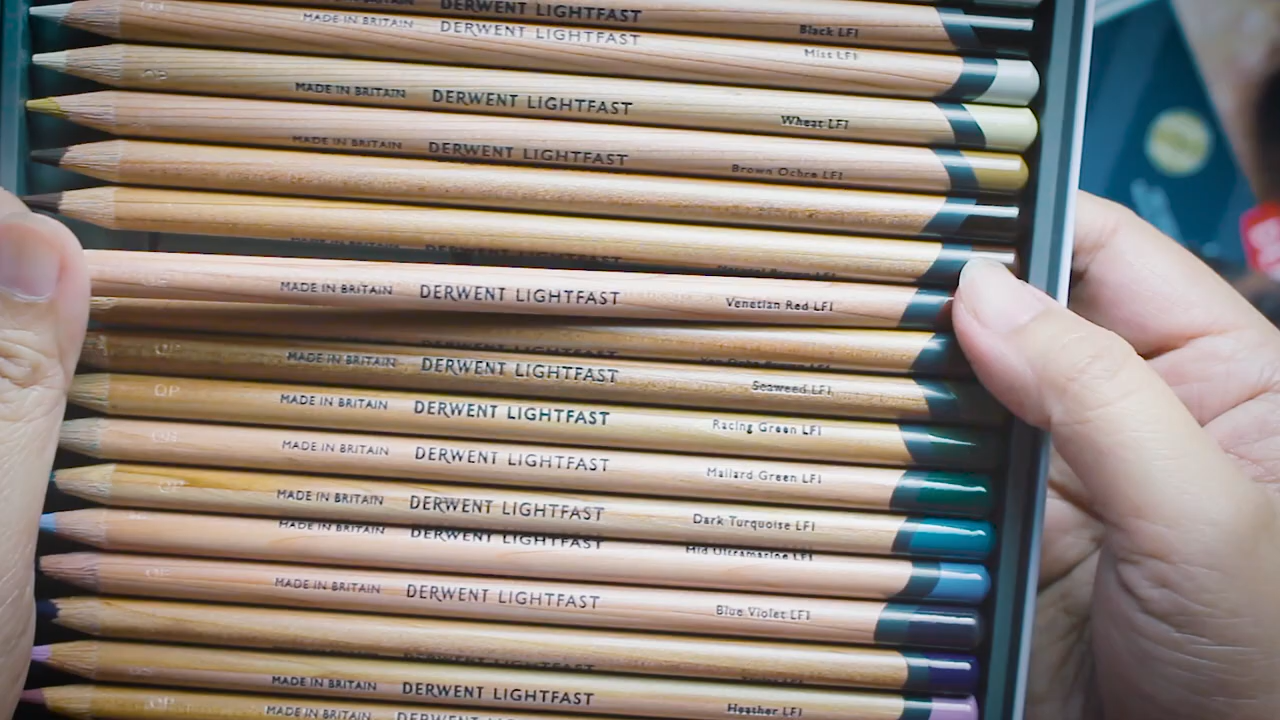 DERWENT LIGHTFAST Black LF1
MADE IN BRITAIN DERWENT LIGHTFAST Mist LF1
MADE IN BRITAIN DERWENT LIGHTFAST Wheat LF1
MADE IN BRITAIN DERWENT LIGHTFAST Brown Ochre LF1
MADE IN BRITAIN DERWENT LIGHTFAST Venetian Red LF1
MADE IN BRITAIN DERWENT LIGHTFAST Seaweed LF1
MADE IN BRITAIN DERWENT LIGHTFAST Racing Green LF1
MADE IN BRITAIN DERWENT LIGHTFAST Mallard Green LF1
MADE IN BRITAIN DERWENT LIGHTFAST Dark Turquoise LF1
MADE IN BRITAIN DERWENT LIGHTFAST Mid Ultramarine LF1
MADE IN BRITAIN DERWENT LIGHTFAST Blue Violet LF1
MADE IN BRITAIN DERWENT LIGHTFAST Heather LF1
MADE IN BRITAIN DERWENT LIGHTFAST